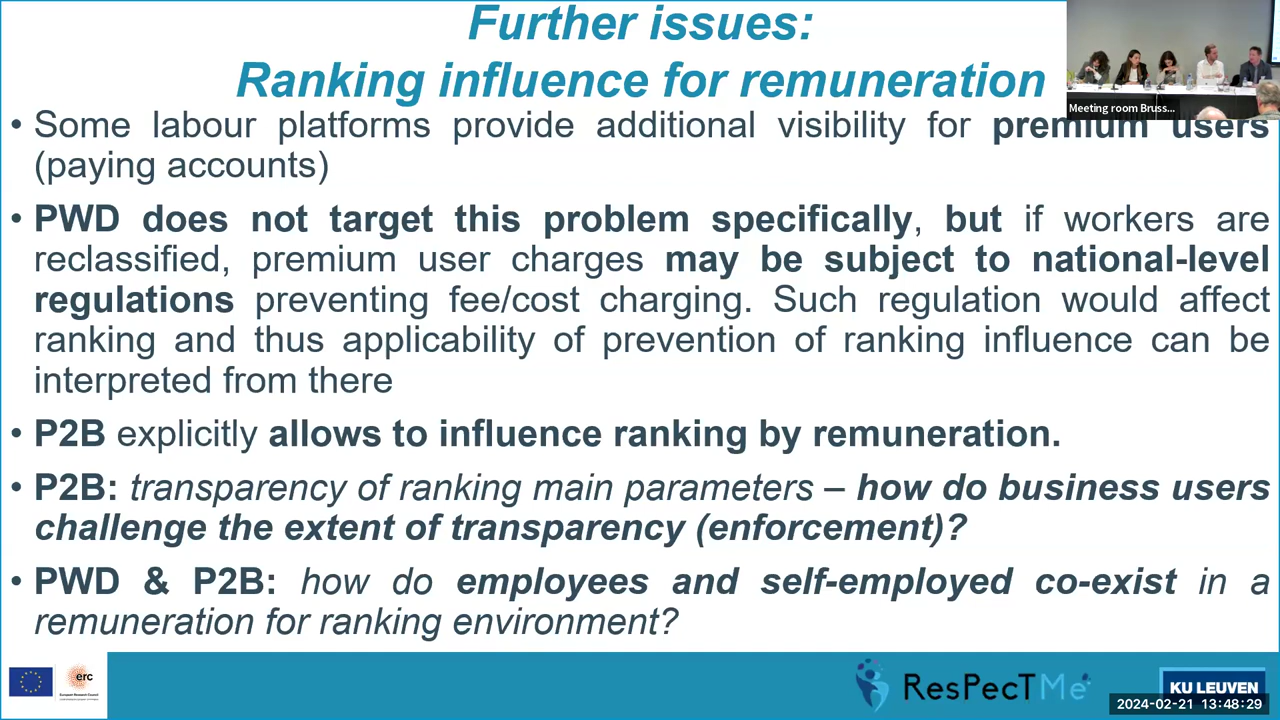 Further issues:
Ranking influence for remuneration
Meeting room Bruss...
• Some labour platforms provide additional visibility for premium users
(paying accounts)
• PWD does not target this problem specifically, but if workers are
reclassified, premium user charges may be subject to national-level
regulations preventing fee/cost charging. Such regulation would affect
ranking and thus applicability of prevention of ranking influence can be
interpreted from there
• P2B explicitly allows to influence ranking by remuneration.
• P2B: transparency of ranking main parameters – how do business users
challenge the extent of transparency (enforcement)?
• PWD & P2B: how do employees and self-employed co-exist in a
remuneration for ranking environment?
erc
European Research Council
ResPecTMe
KU LEUVEN
2024-02-21 13:48:29